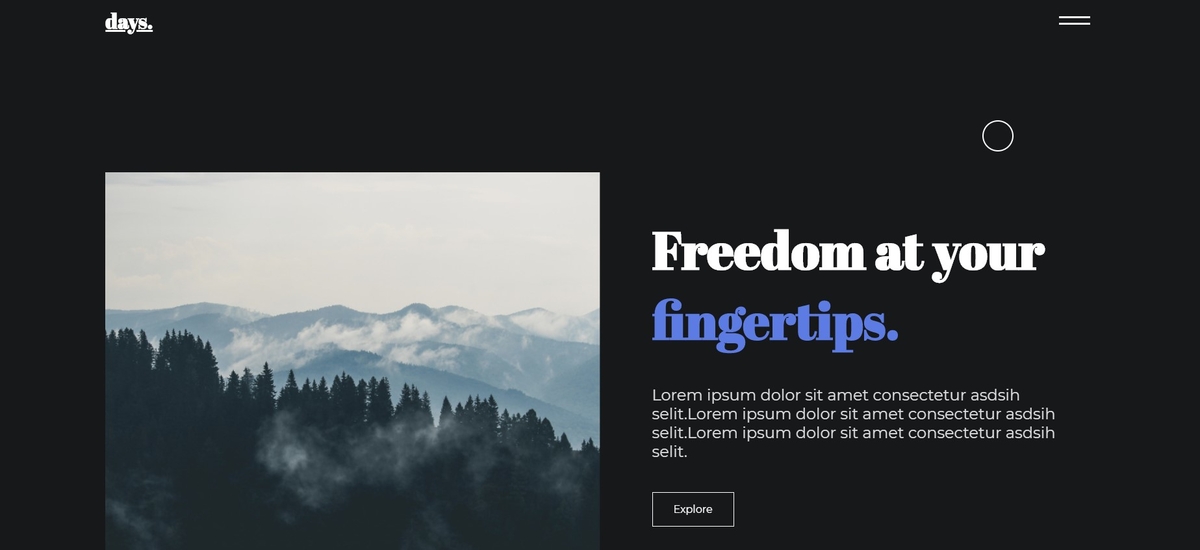 days.
Freedom at your
fingertips.
Lorem ipsum dolor sit amet consectetur asdsih
selit.Lorem ipsum dolor sit amet consectetur asdsih
selit.Lorem ipsum dolor sit amet consectetur asdsih
selit.
Explore